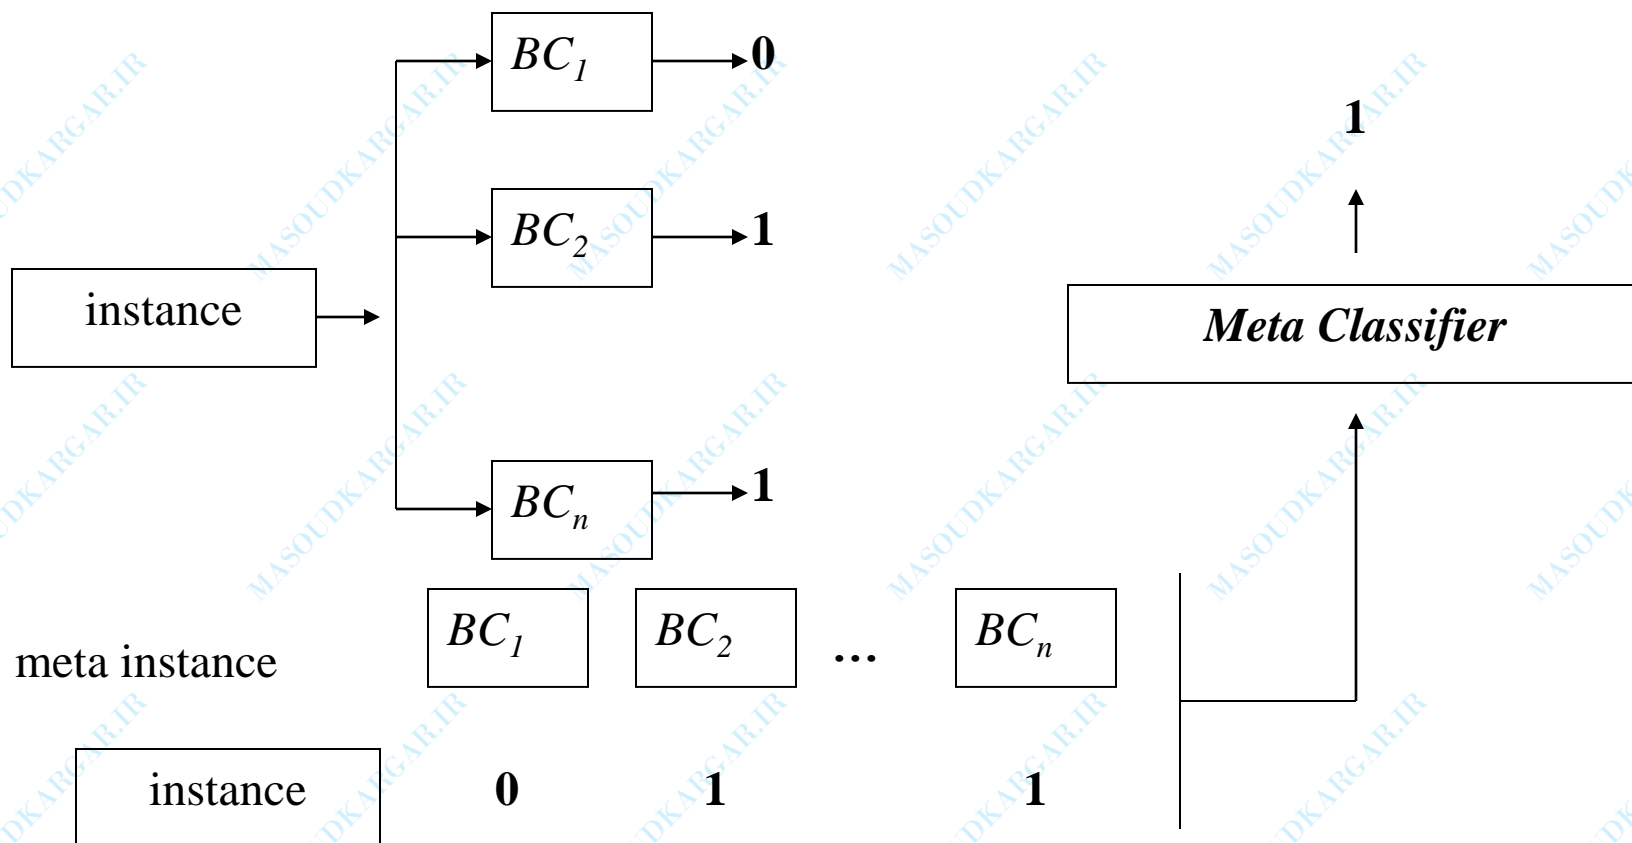 BC1
0
BC2
1
instance
BCn
1
1
Meta Classifier
meta instance
BC1
BC2
...
BCn
instance
0
1
1
MASOUDKARGAR.IR